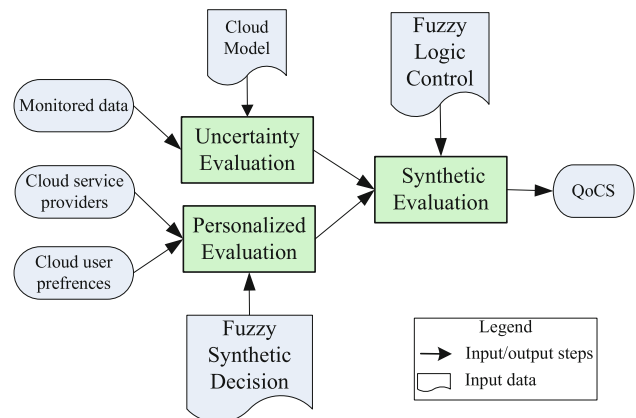 Cloud
Model
Fuzzy
Logic
Control
Monitored data
Uncertainty
Evaluation
Cloud service
providers
Synthetic
Evaluation
QoCS
Personalized
Evaluation
Cloud user
prefrences
Fuzzy
Synthetic
Decision
Legend
Input/output steps
Input data